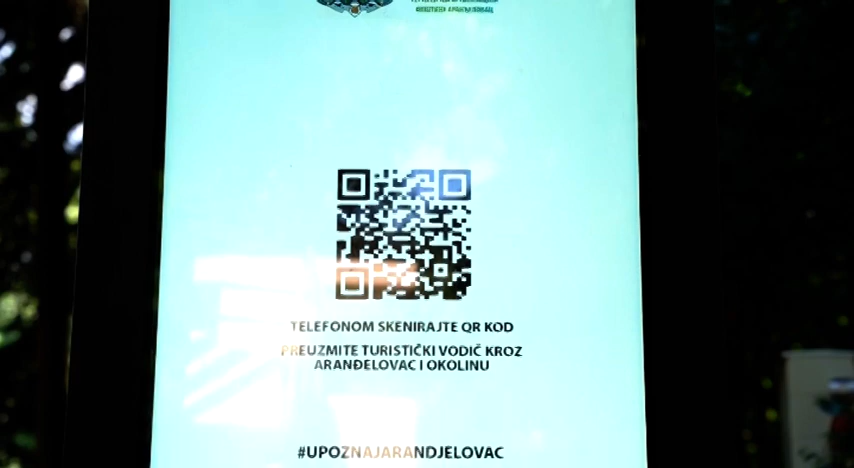 TELEFONOM SKENIRAJTE QR KOD
PREUZMITE TURISTIČKI VODIČ KROZ
ARANĐELOVAC I OKOLINU
#UPOZNAJARANDJELOVAC